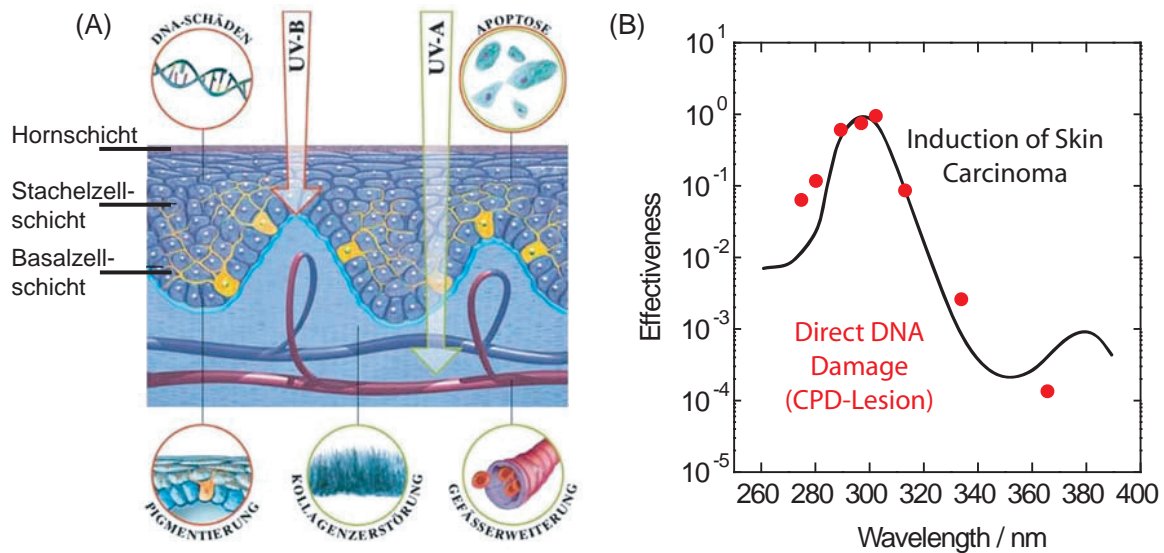 (A)
DNA-SCHÄDEN
UV-B
UV-A
APOPTOSE
Hornschicht
Stachelzell-
schicht
Basalzell-
schicht
PIGMENTIERUNG
KOLLAGENZERSTÖRUNG
GEFÄSSERWEITERUNG
(B)
Effectiveness
10^1
10^0
10^-1
10^-2
10^-3
10^-4
10^-5
Induction of Skin
Carcinoma
Direct DNA
Damage
(CPD-Lesion)
260 280 300 320 340 360 380 400
Wavelength / nm